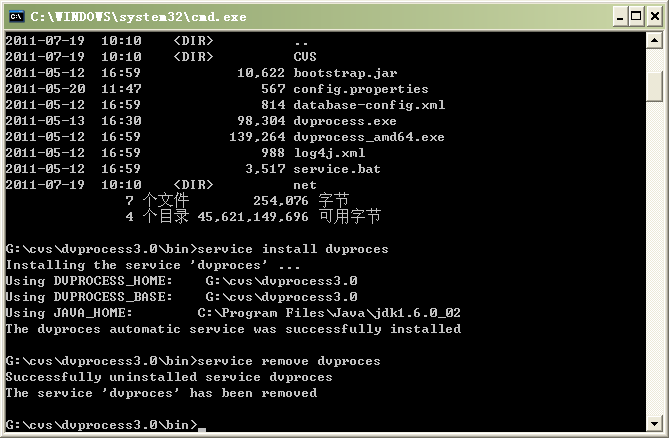 C:\WINDOWS\system32\cmd.exe
2011-07-19  10:10    <DIR>          ..
2011-07-19  10:10    <DIR>          CVS
2011-05-12  16:59            10,622 bootstrap.jar
2011-05-20  11:47               567 config.properties
2011-05-12  16:59               814 database-config.xml
2011-05-13  16:30            98,304 dvprocess.exe
2011-05-12  16:59           139,264 dvprocess_amd64.exe
2011-05-12  16:59               988 log4j.xml
2011-05-12  16:59             3,517 service.bat
2011-07-19  10:10    <DIR>          net
7 个文件        254,076 字节
4 个目录 45,621,149,696 可用字节
G:\cvs\dvprocess3.0\bin>service install dvproces
Installing the service 'dvproces' ...
Using DVPROCESS_HOME:    G:\cvs\dvprocess3.0
Using DVPROCESS_BASE:    G:\cvs\dvprocess3.0
Using JAVA_HOME:        C:\Program Files\Java\jdk1.6.0_02
The dvproces automatic service was successfully installed
G:\cvs\dvprocess3.0\bin>service remove dvproces
Successfully uninstalled service dvproces
The service 'dvproces' has been removed
G:\cvs\dvprocess3.0\bin>_